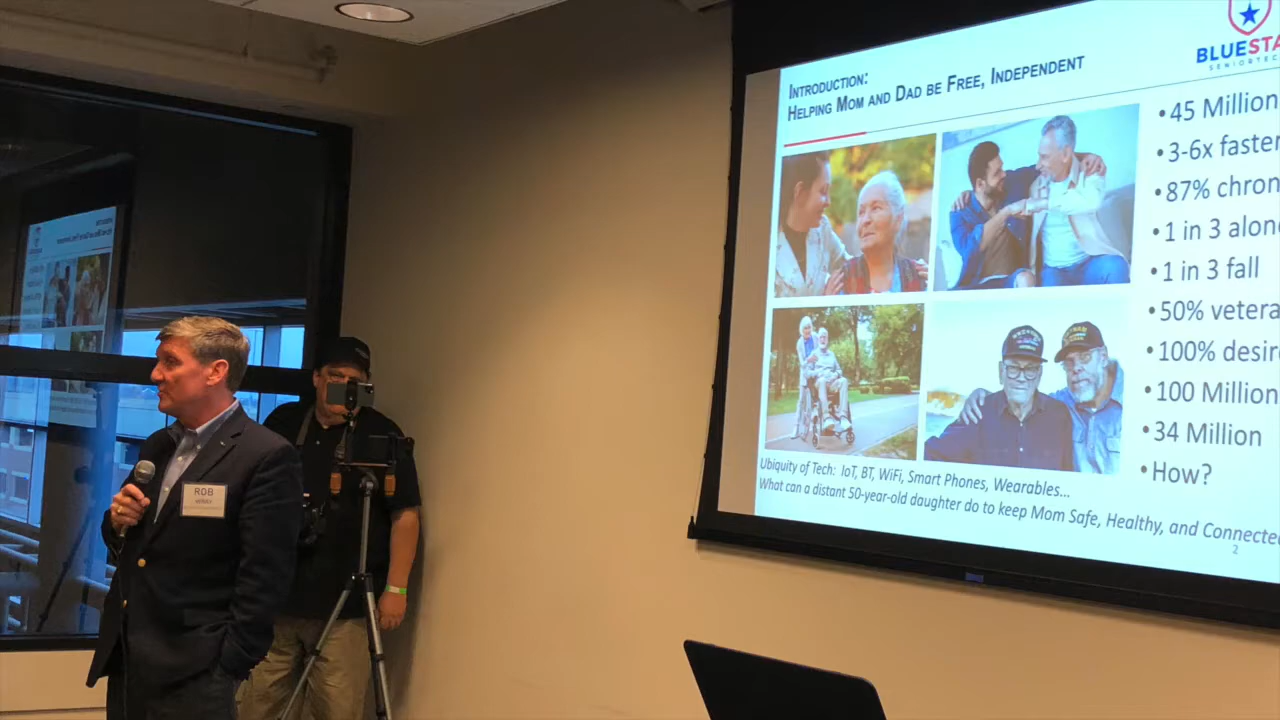 INTRODUCTION:
HELPING MOM AND DAD BE FREE, INDEPENDENT
BLUESTA
SENIORTEC
•45 Million
•3-6x faster
•87% chron
•1 in 3 alon
•1 in 3 fall
•50% vetera
•100% desir
•100 Million
•34 Million
•How?
Ubiquity of Tech: IoT, BT, WiFi, Smart Phones, Wearables...
What can a distant 50-year-old daughter do to keep Mom Safe, Healthy, and Connected
2
ROB